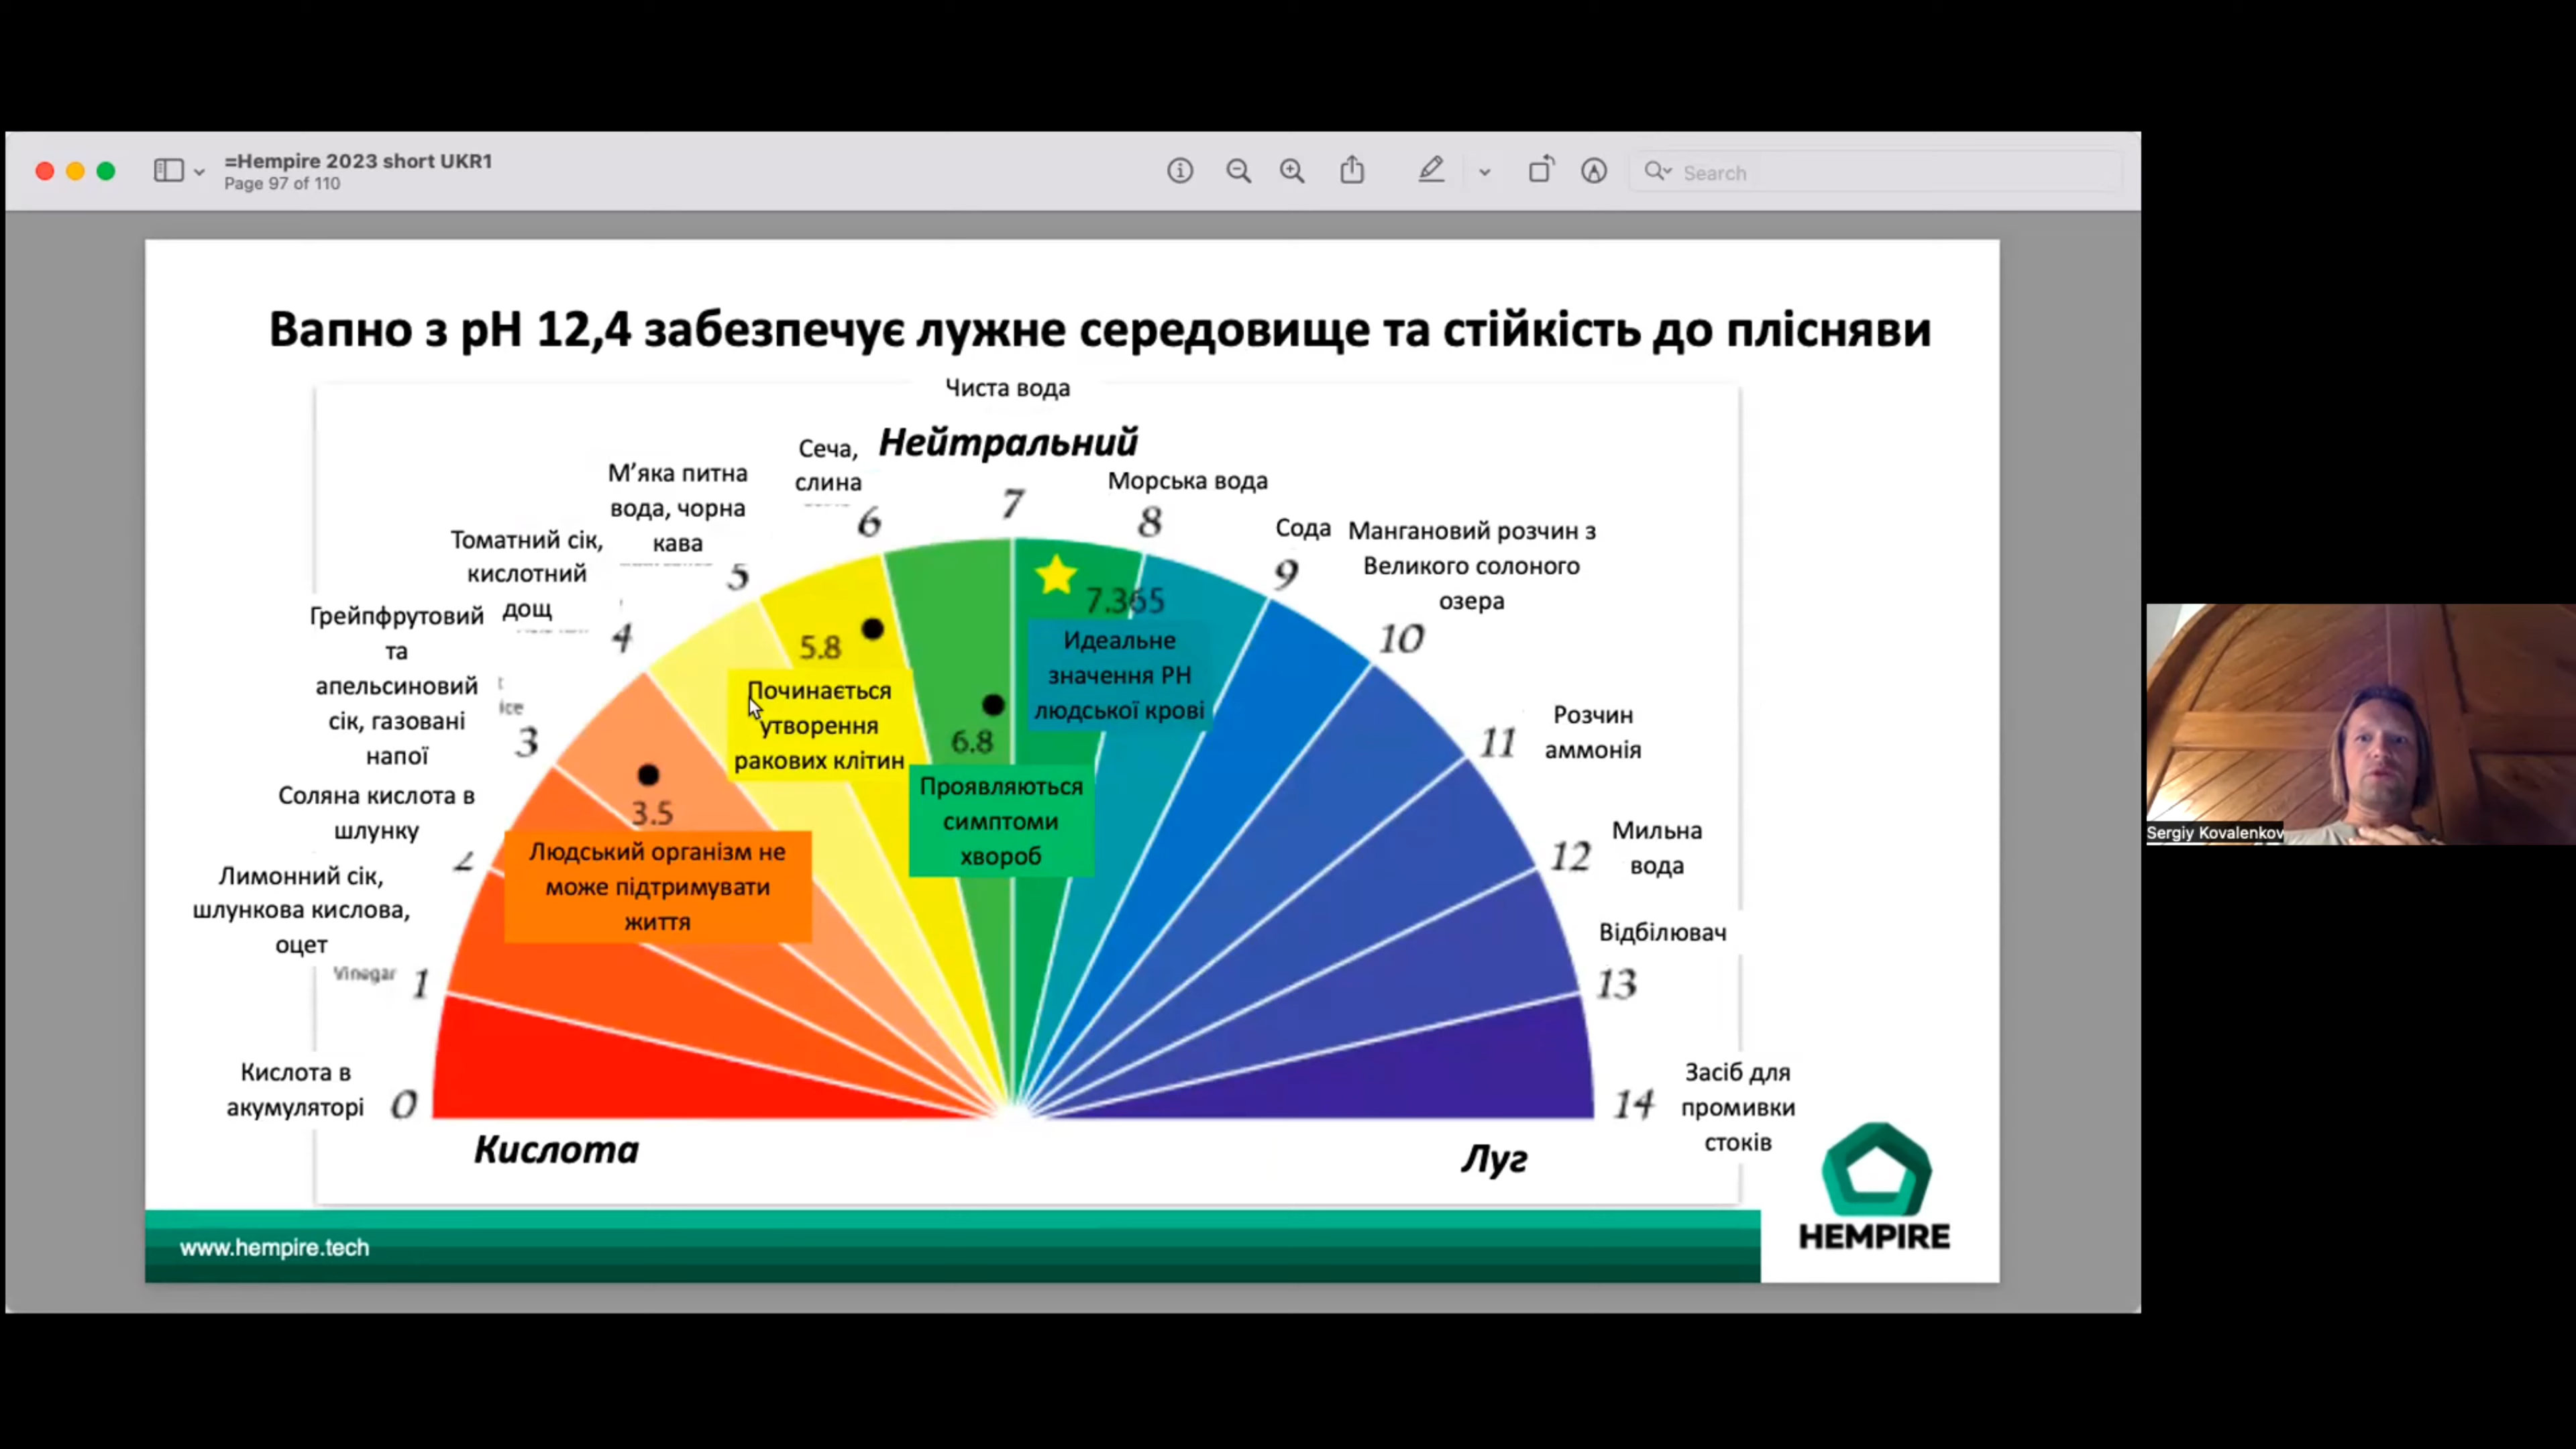 =Hempire 2023 short UKR1
Page 97 of 110
Search
Вапно з pH 12,4 забезпечує лужне середовище та стійкість до плісняви
Чиста вода
Нейтральний
Сеча,
слина
М’яка питна
вода, чорна
кава
Томатний сік,
кислотний
дощ
Грейпфрутовий
та
апельсиновий
сік, газовані
напої
ice
Соляна кислота в
шлунку
Лимонний сік,
шлункова кислова,
оцет
Vinegar
Кислота в
акумуляторі
0
1
2
3
4
5
6
7
8
9
10
11
12
13
14
Морська вода
Сода
Мангановий розчин з
Великого солоного
озера
Розчин
аммонія
Мильна
вода
Відбілювач
Засіб для
промивки
стоків
7.365
Идеальне
значення РН
людської крові
5.8
Починається
утворення
ракових клітин
6.8
Проявляються
симптоми
хвороб
3.5
Людський організм не
може підтримувати
життя
Кислота
Луг
www.hempire.tech
HEMPIRE
Sergiy Kovalenkov